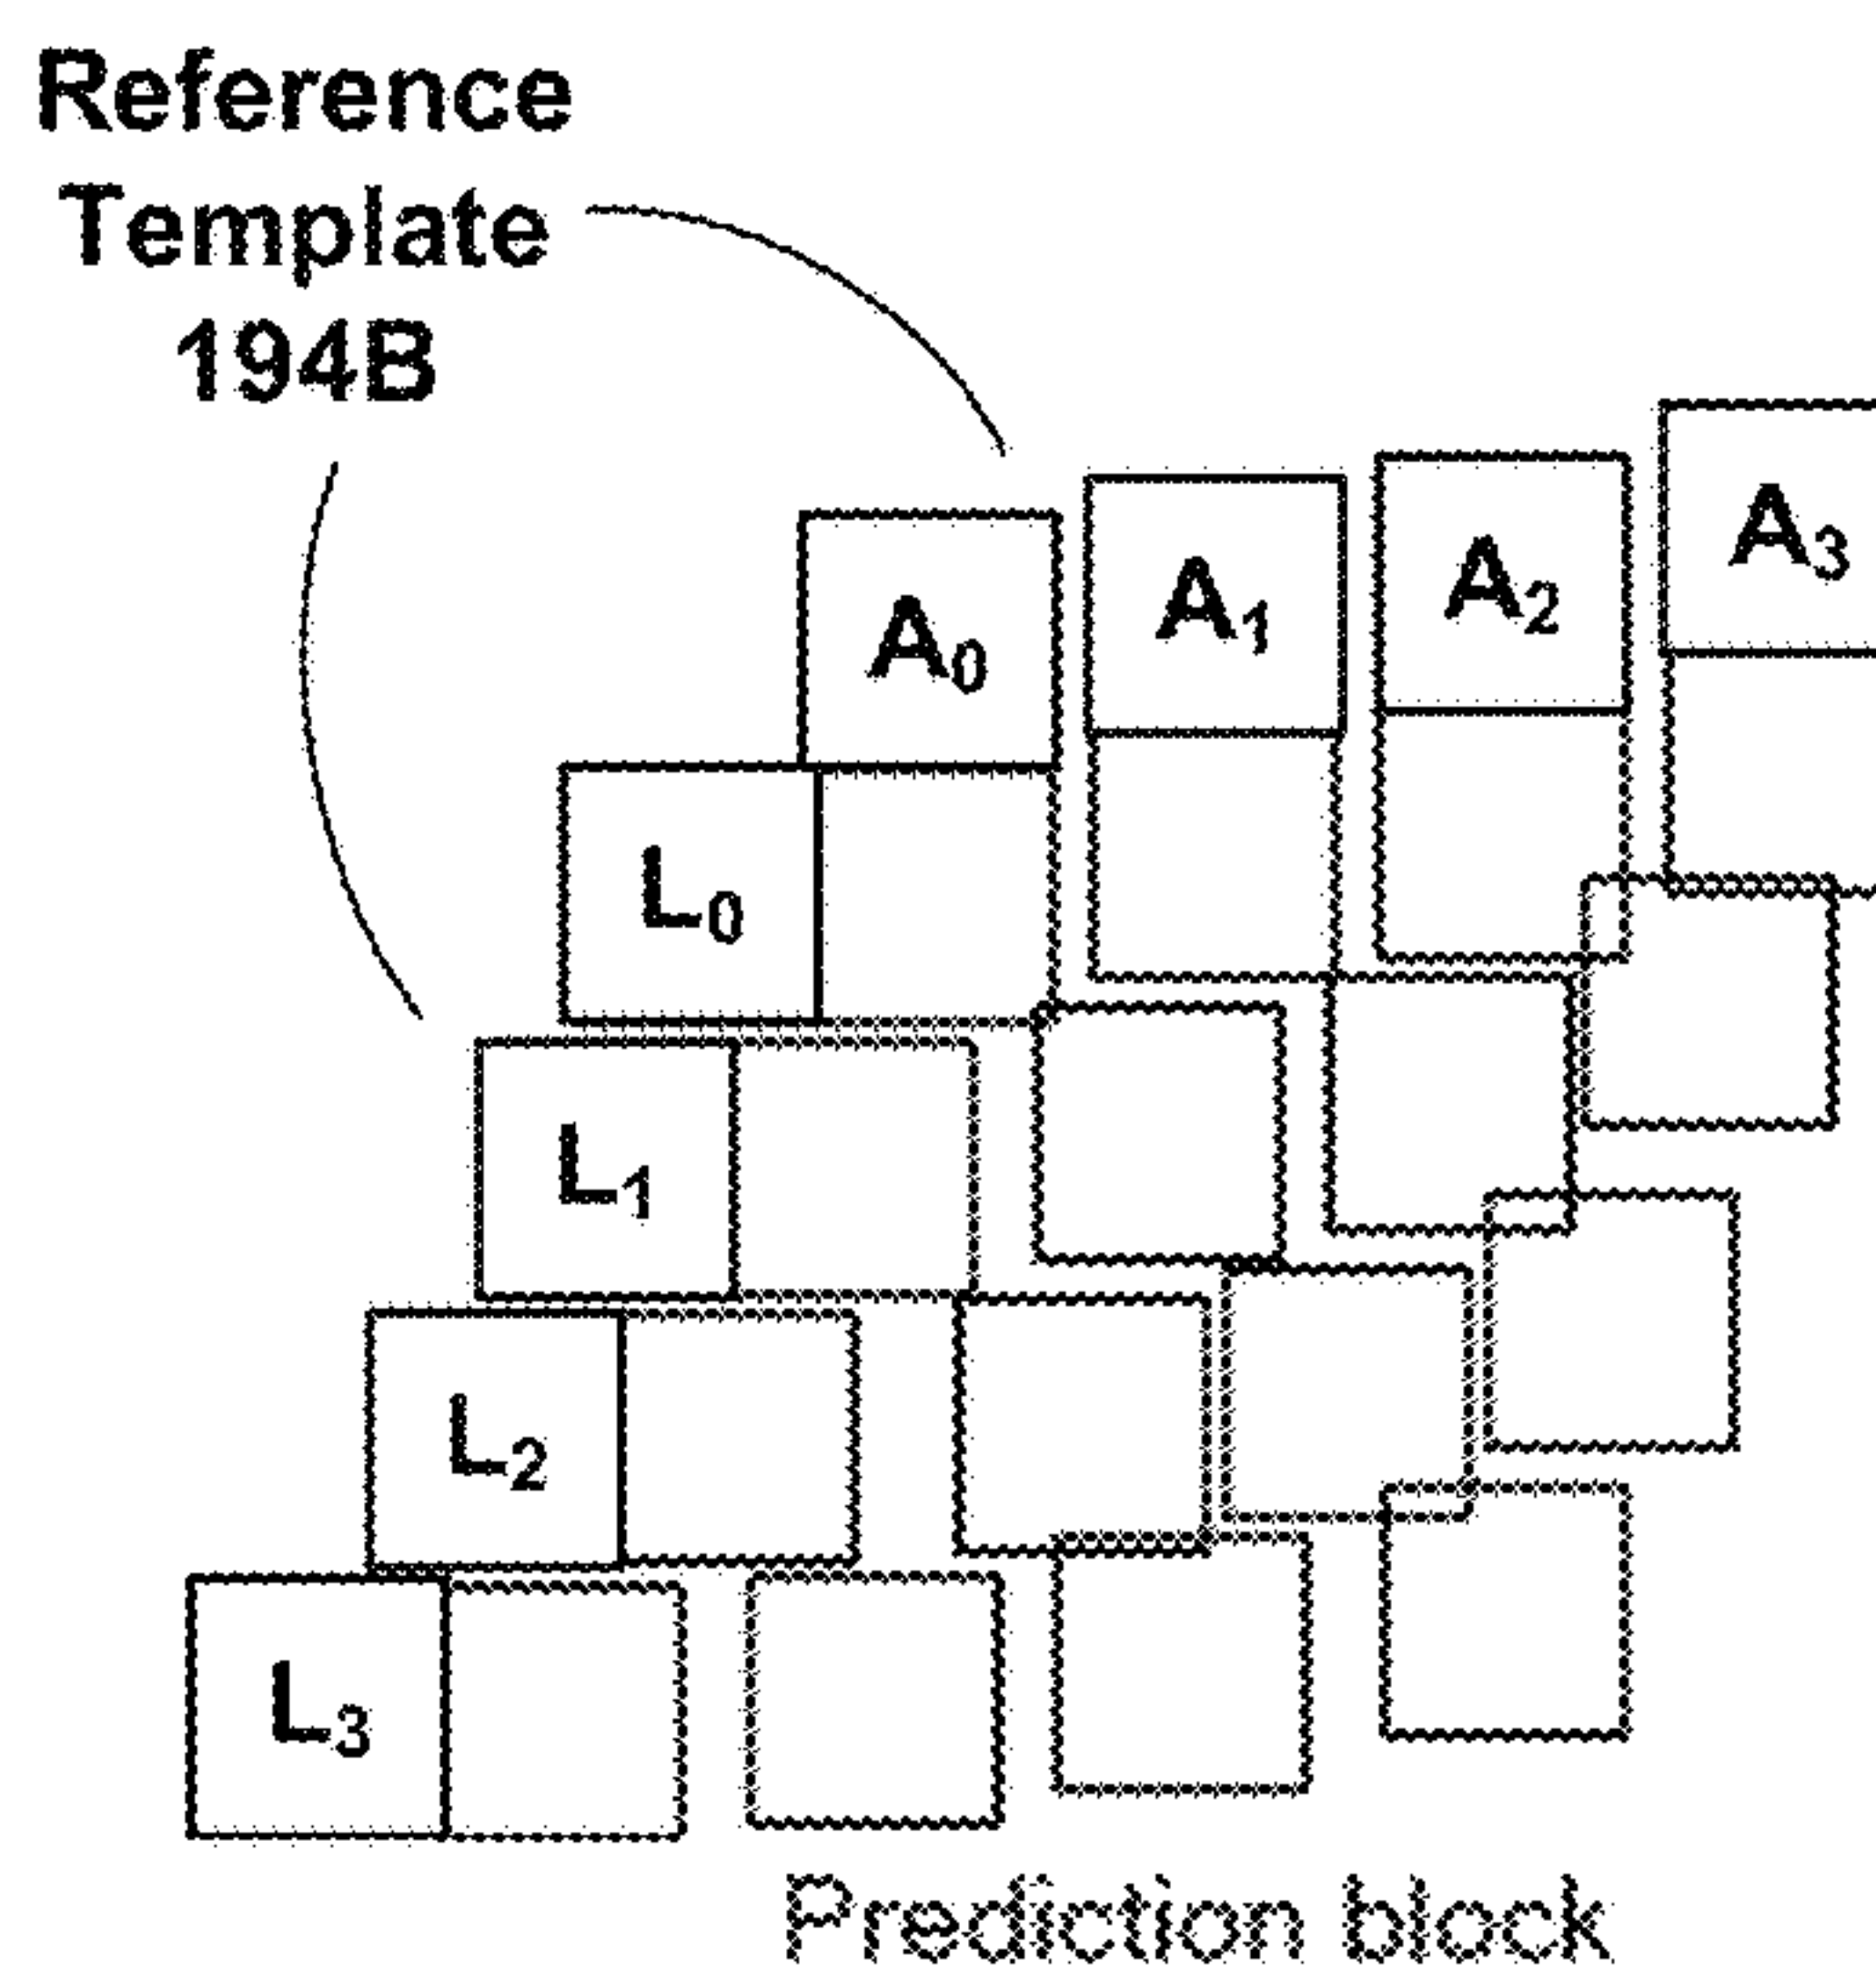 Reference
Template
194B
A₀ A₁ A₂ A₃
L₀
L₁
L₂
L₃
Prediction block